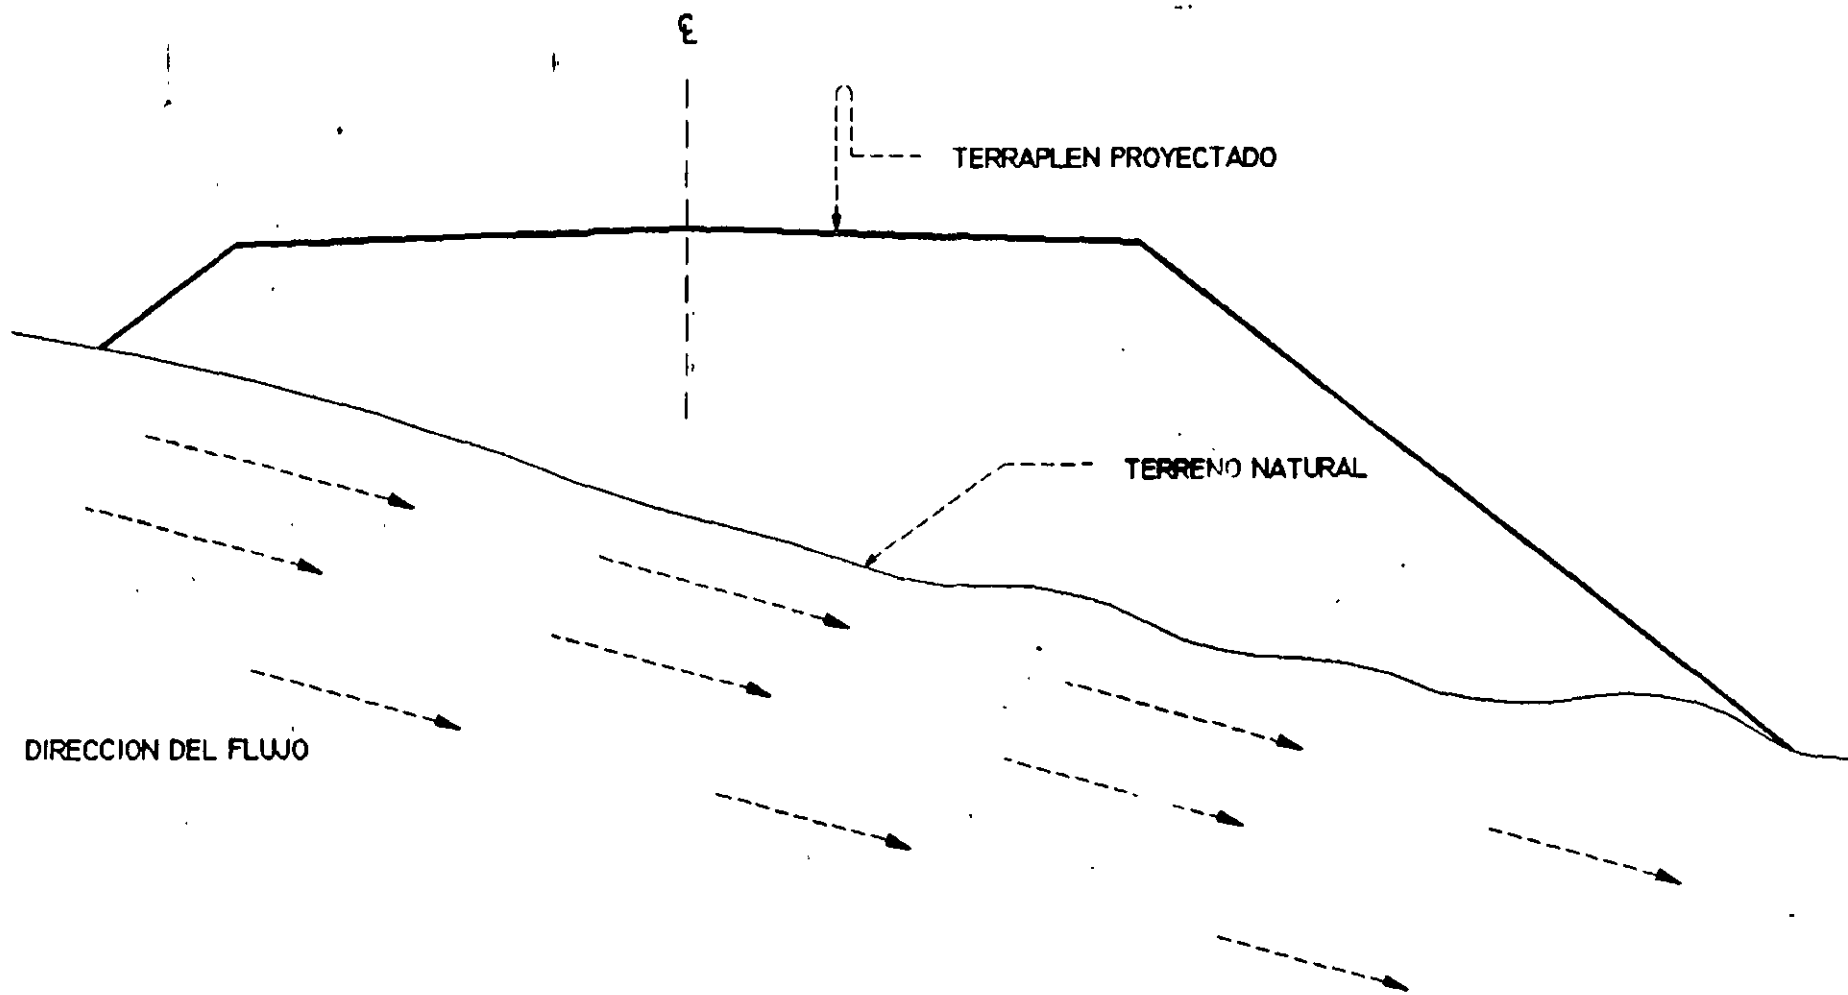 ℄
TERRAPLEN PROYECTADO
TERRENO NATURAL
DIRECCION DEL FLUJO